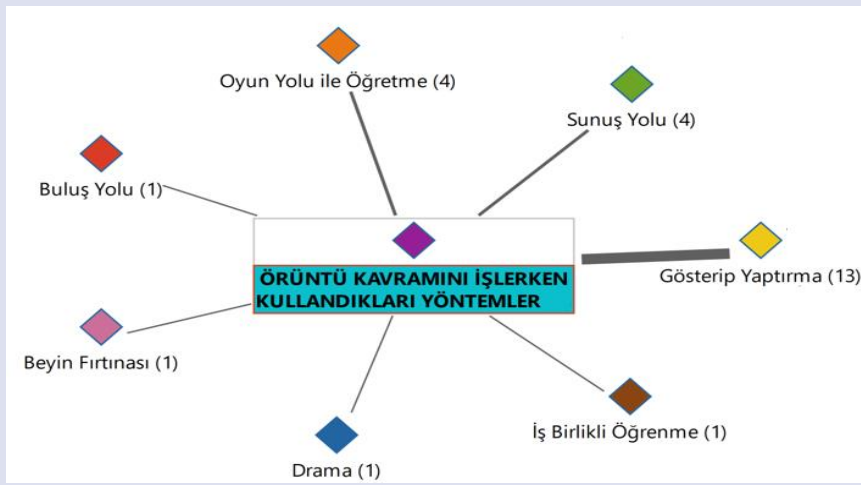 Oyun Yolu ile Öğretme (4)
Sunuş Yolu (4)
Buluş Yolu (1)
ÖRÜNTÜ KAVRAMINI İŞLERKEN
KULLANDIKLARI YÖNTEMLER
Gösterip Yaptırma (13)
Beyin Fırtınası (1)
İş Birlikli Öğrenme (1)
Drama (1)